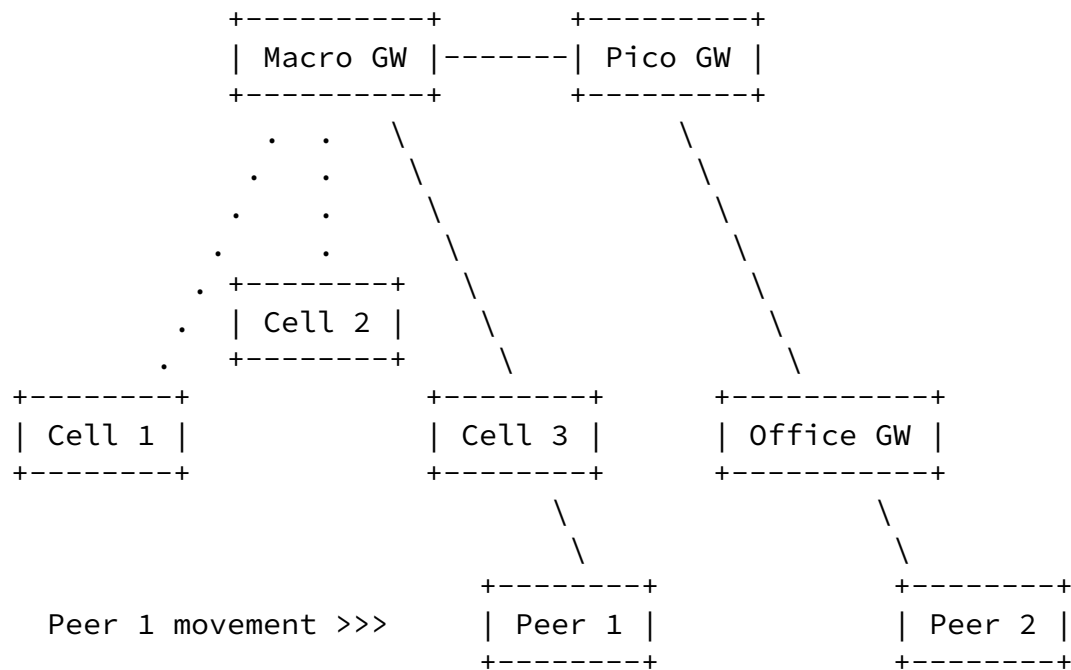 Macro GW Pico GW
Cell 2
Cell 1 Cell 3 Office GW
Peer 1 movement >>> Peer 1 Peer 2